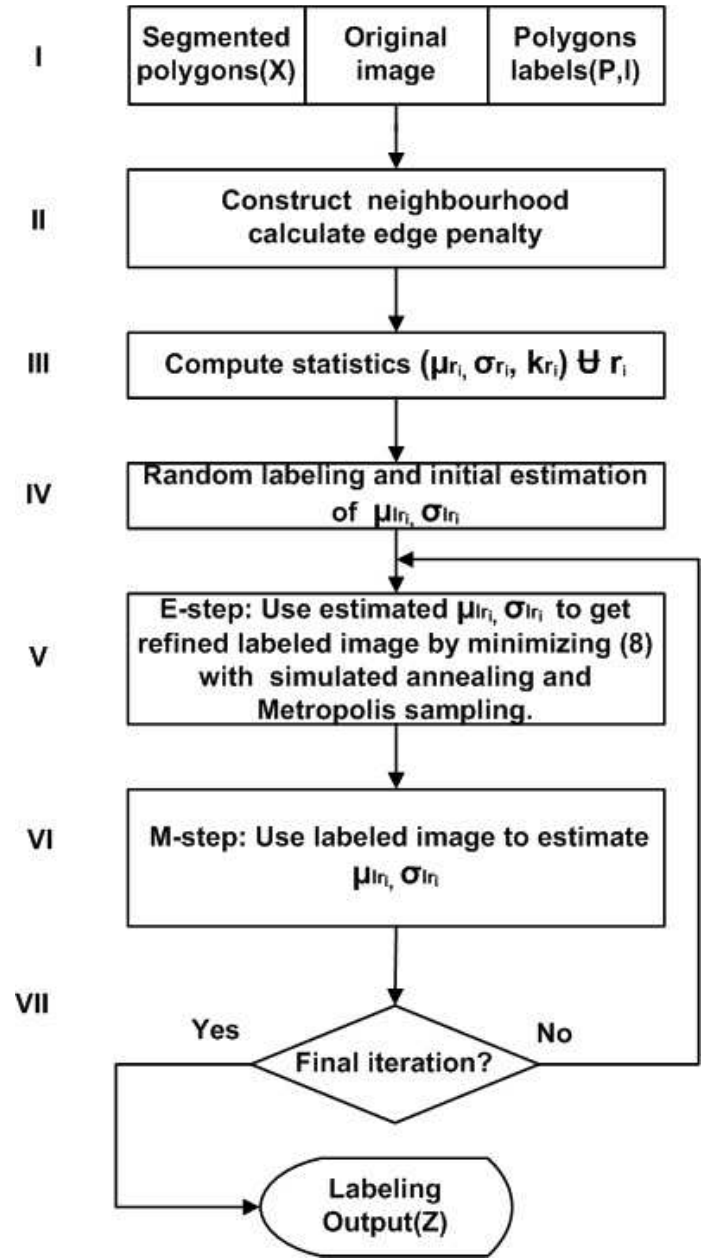 I
Segmented
polygons(X)
Original
image
Polygons
labels(P,l)
II
Construct neighbourhood
calculate edge penalty
III
Compute statistics (μrᵢ, σrᵢ, krᵢ) Ʉ rᵢ
IV
Random labeling and initial estimation
of μlrᵢ, σlrᵢ
V
E-step: Use estimated μlrᵢ, σlrᵢ to get
refined labeled image by minimizing (8)
with simulated annealing and
Metropolis sampling.
VI
M-step: Use labeled image to estimate
μlrᵢ, σlrᵢ
VII
Yes
No
Final iteration?
Labeling
Output(Z)